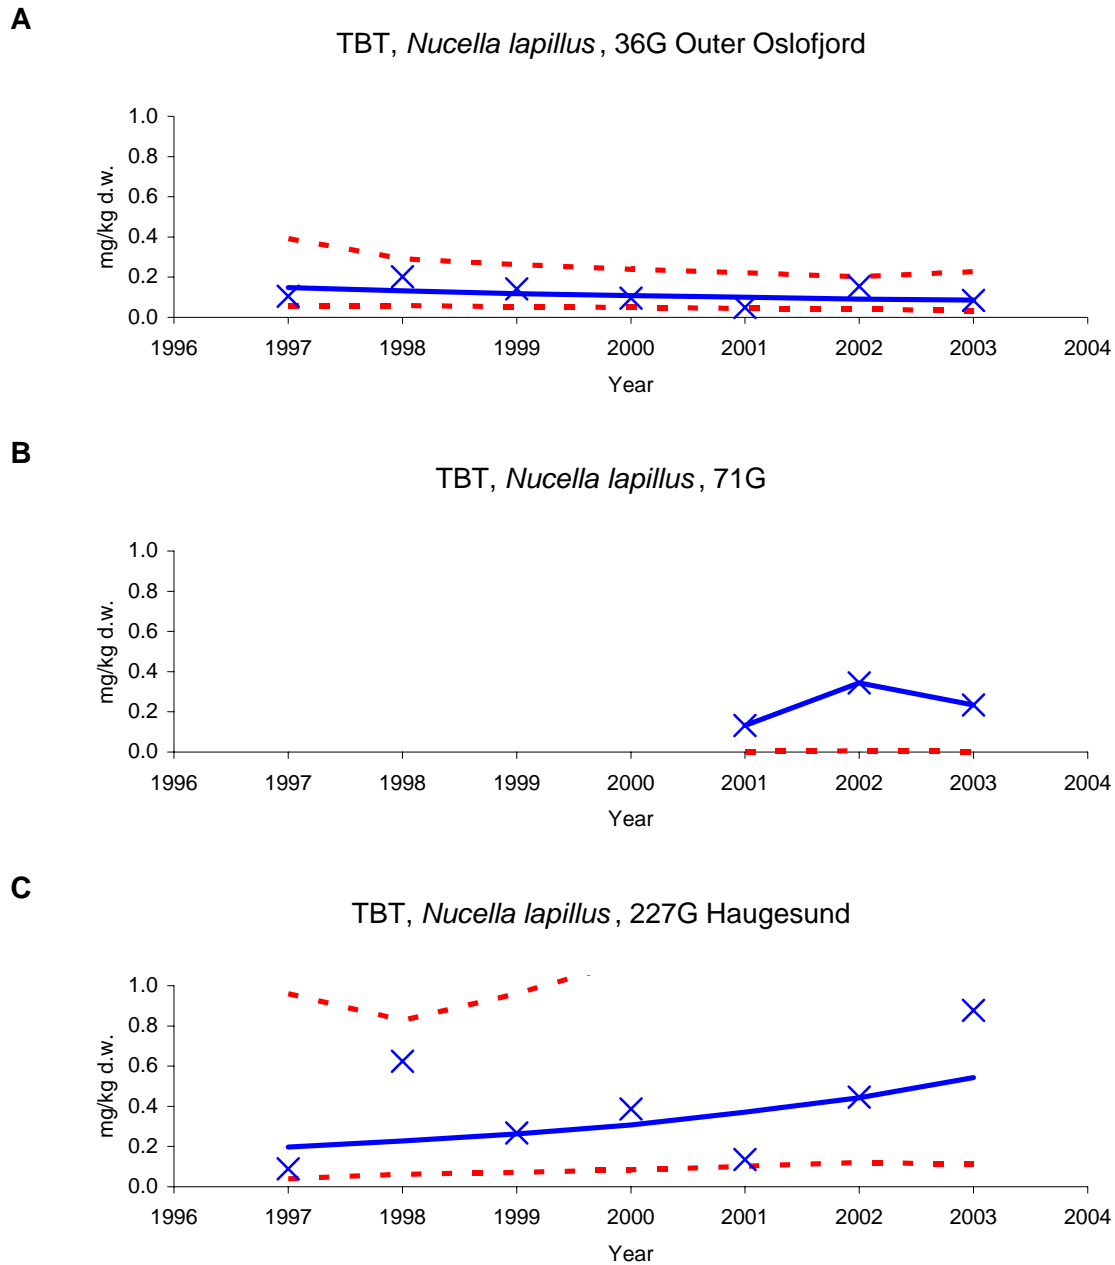 A
TBT, Nucella lapillus, 36G Outer Oslofjord
mg/kg d.w.
1.0
0.8
0.6
0.4
0.2
0.0
1996 1997 1998 1999 2000 2001 2002 2003 2004
Year
B
TBT, Nucella lapillus, 71G
mg/kg d.w.
1.0
0.8
0.6
0.4
0.2
0.0
1996 1997 1998 1999 2000 2001 2002 2003 2004
Year
C
TBT, Nucella lapillus, 227G Haugesund
mg/kg d.w.
1.0
0.8
0.6
0.4
0.2
0.0
1996 1997 1998 1999 2000 2001 2002 2003 2004
Year